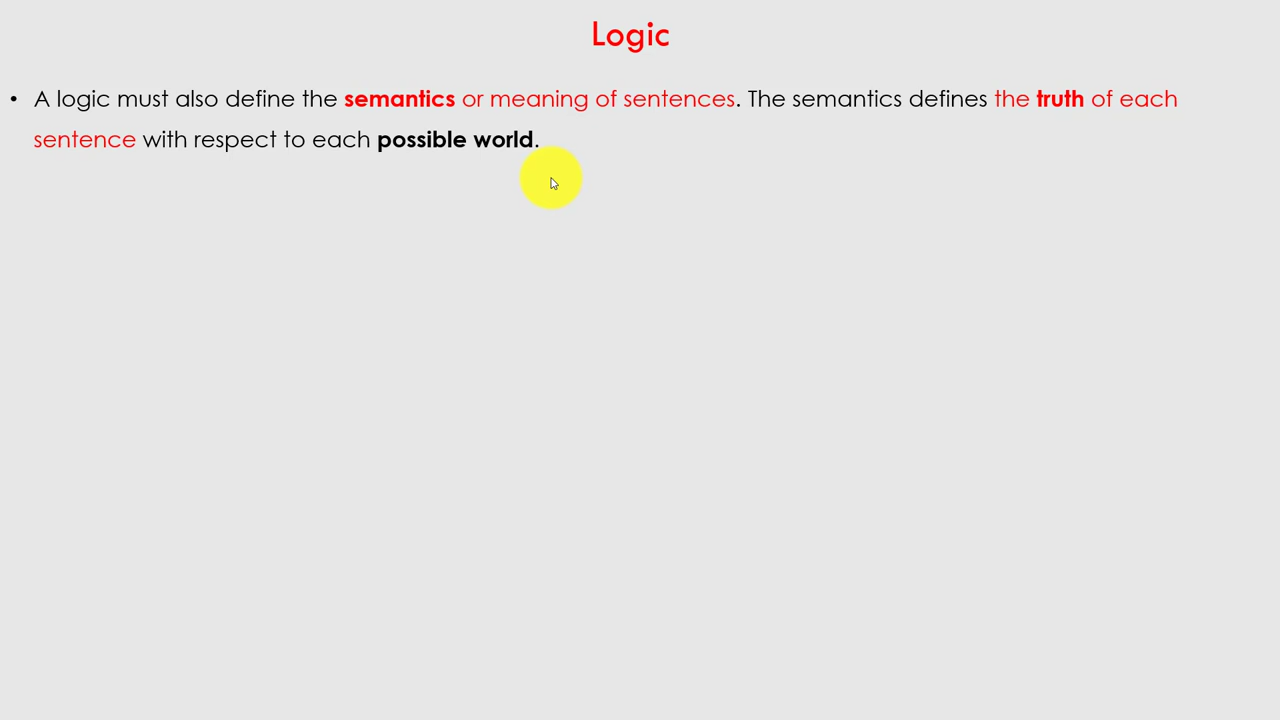 Logic
• A logic must also define the semantics or meaning of sentences. The semantics defines the truth of each
sentence with respect to each possible world.